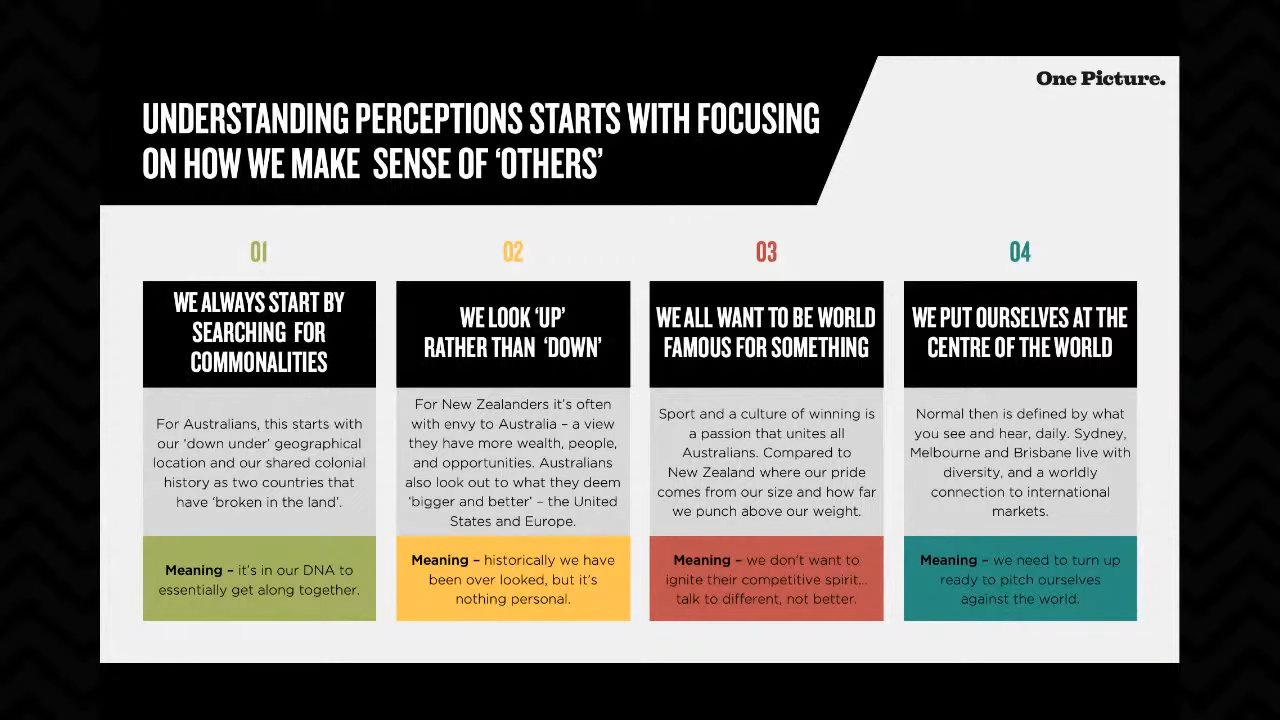 One Picture.
UNDERSTANDING PERCEPTIONS STARTS WITH FOCUSING
ON HOW WE MAKE SENSE OF ‘OTHERS’
01
WE ALWAYS START BY
SEARCHING FOR
COMMONALITIES
For Australians, this starts with
our ‘down under’ geographical
location and our shared colonial
history as two countries that
have ‘broken in the land’.
Meaning – it’s in our DNA to
essentially get along together.
02
WE LOOK ‘UP’
RATHER THAN ‘DOWN’
For New Zealanders it’s often
with envy to Australia – a view
they have more wealth, people,
and opportunities. Australians
also look out to what they deem
‘bigger and better’ – the United
States and Europe.
Meaning – historically we have
been over looked, but it’s
nothing personal.
03
WE ALL WANT TO BE WORLD
FAMOUS FOR SOMETHING
Sport and a culture of winning is
a passion that unites all
Australians. Compared to
New Zealand where our pride
comes from our size and how far
we punch above our weight.
Meaning – we don’t want to
ignite their competitive spirit...
talk to different, not better.
04
WE PUT OURSELVES AT THE
CENTRE OF THE WORLD
Normal then is defined by what
you see and hear, daily. Sydney,
Melbourne and Brisbane live with
diversity, and a worldly
connection to international
markets.
Meaning – we need to turn up
ready to pitch ourselves
against the world.